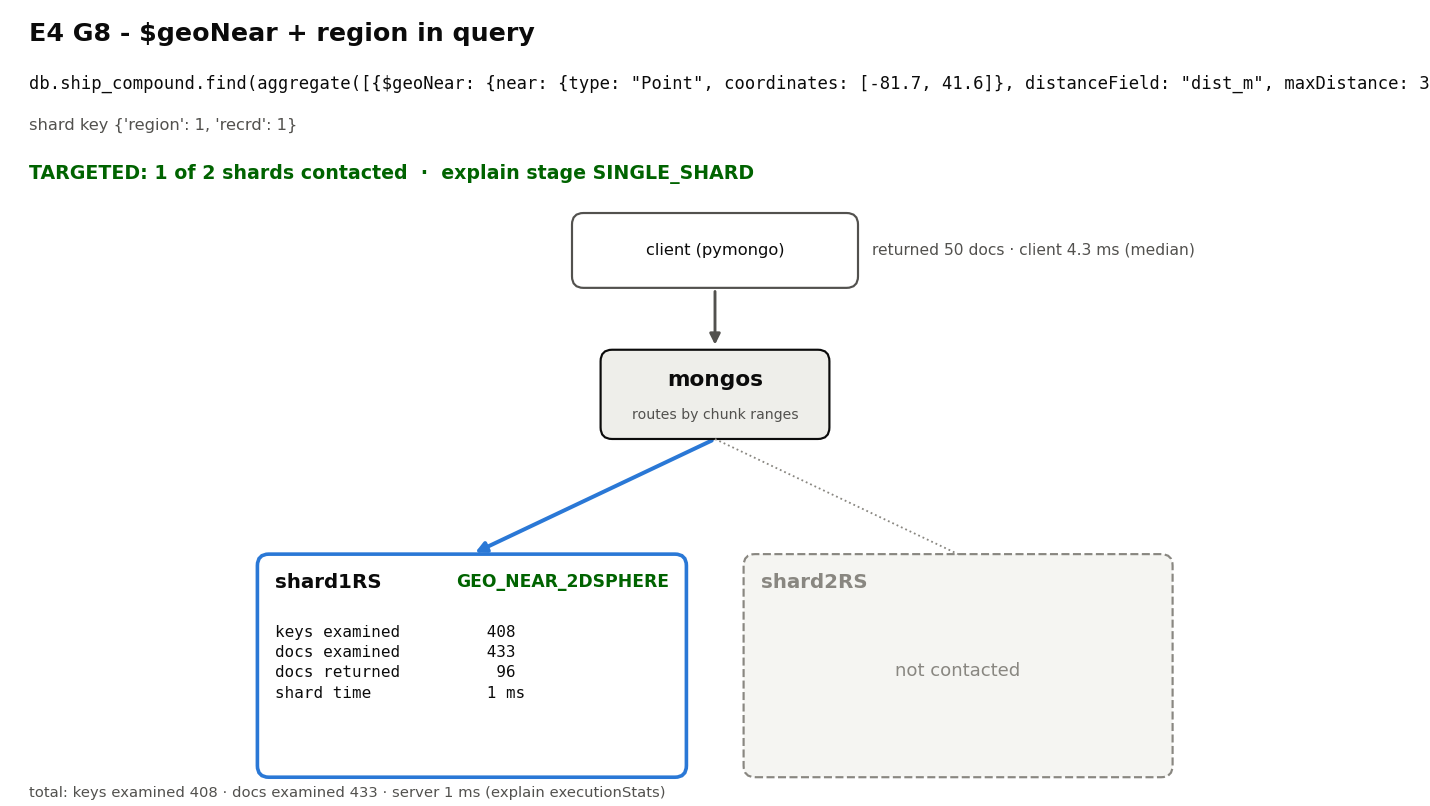 E4 G8 - $geoNear + region in query
db.ship_compound.find(aggregate([{$geoNear: {near: {type: "Point", coordinates: [-81.7, 41.6]}, distanceField: "dist_m", maxDistance: 3
shard key {'region': 1, 'recrd': 1}
TARGETED: 1 of 2 shards contacted · explain stage SINGLE_SHARD
client (pymongo)
returned 50 docs · client 4.3 ms (median)
mongos
routes by chunk ranges
shard1RS GEO_NEAR_2DSPHERE
keys examined 408
docs examined 433
docs returned 96
shard time 1 ms
shard2RS
not contacted
total: keys examined 408 · docs examined 433 · server 1 ms (explain executionStats)